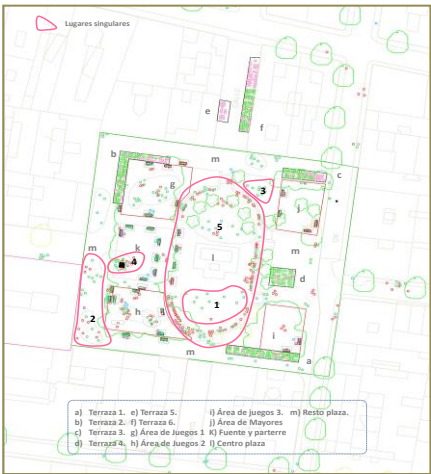 Lugares singulares
e
f
b
m
c
g
3
j
5
m
k
m
4
l
d
1
2
h
i
m
a
a) Terraza 1. e) Terraza 5. i) Área de juegos 3. m) Resto plaza.
b) Terraza 2. f) Terraza 6. j) Área de Mayores
c) Terraza 3. g) Área de Juegos 1 K) Fuente y parterre
d) Terraza 4. h) Área de Juegos 2 l) Centro plaza